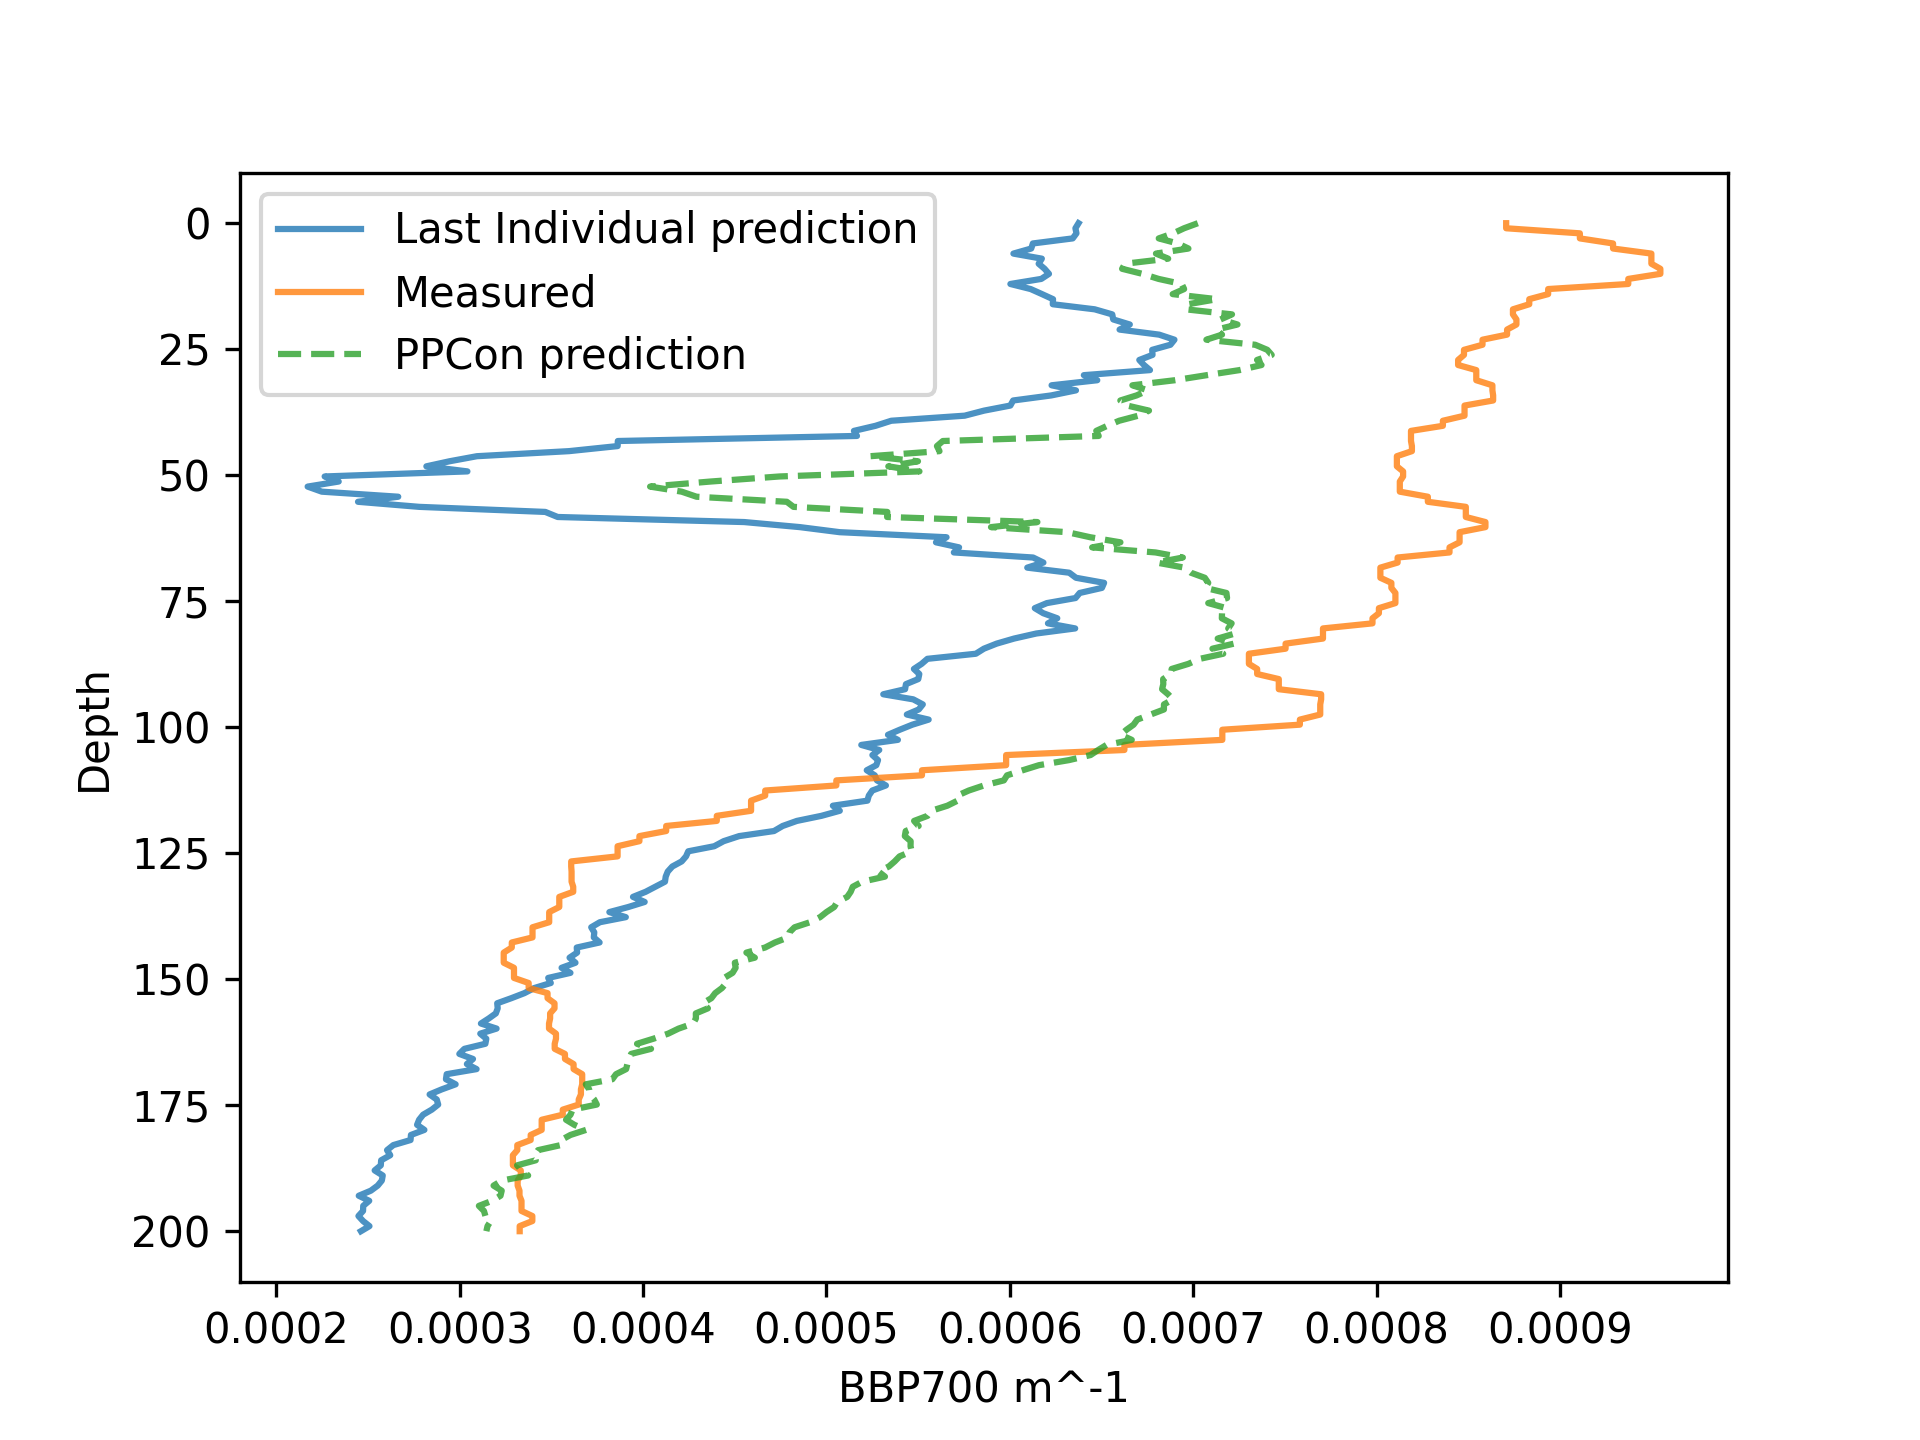 Last Individual prediction
Measured
PPCon prediction
0
25
50
75
100
125
150
175
200
Depth
0.0002 0.0003 0.0004 0.0005 0.0006 0.0007 0.0008 0.0009
BBP700 m^-1